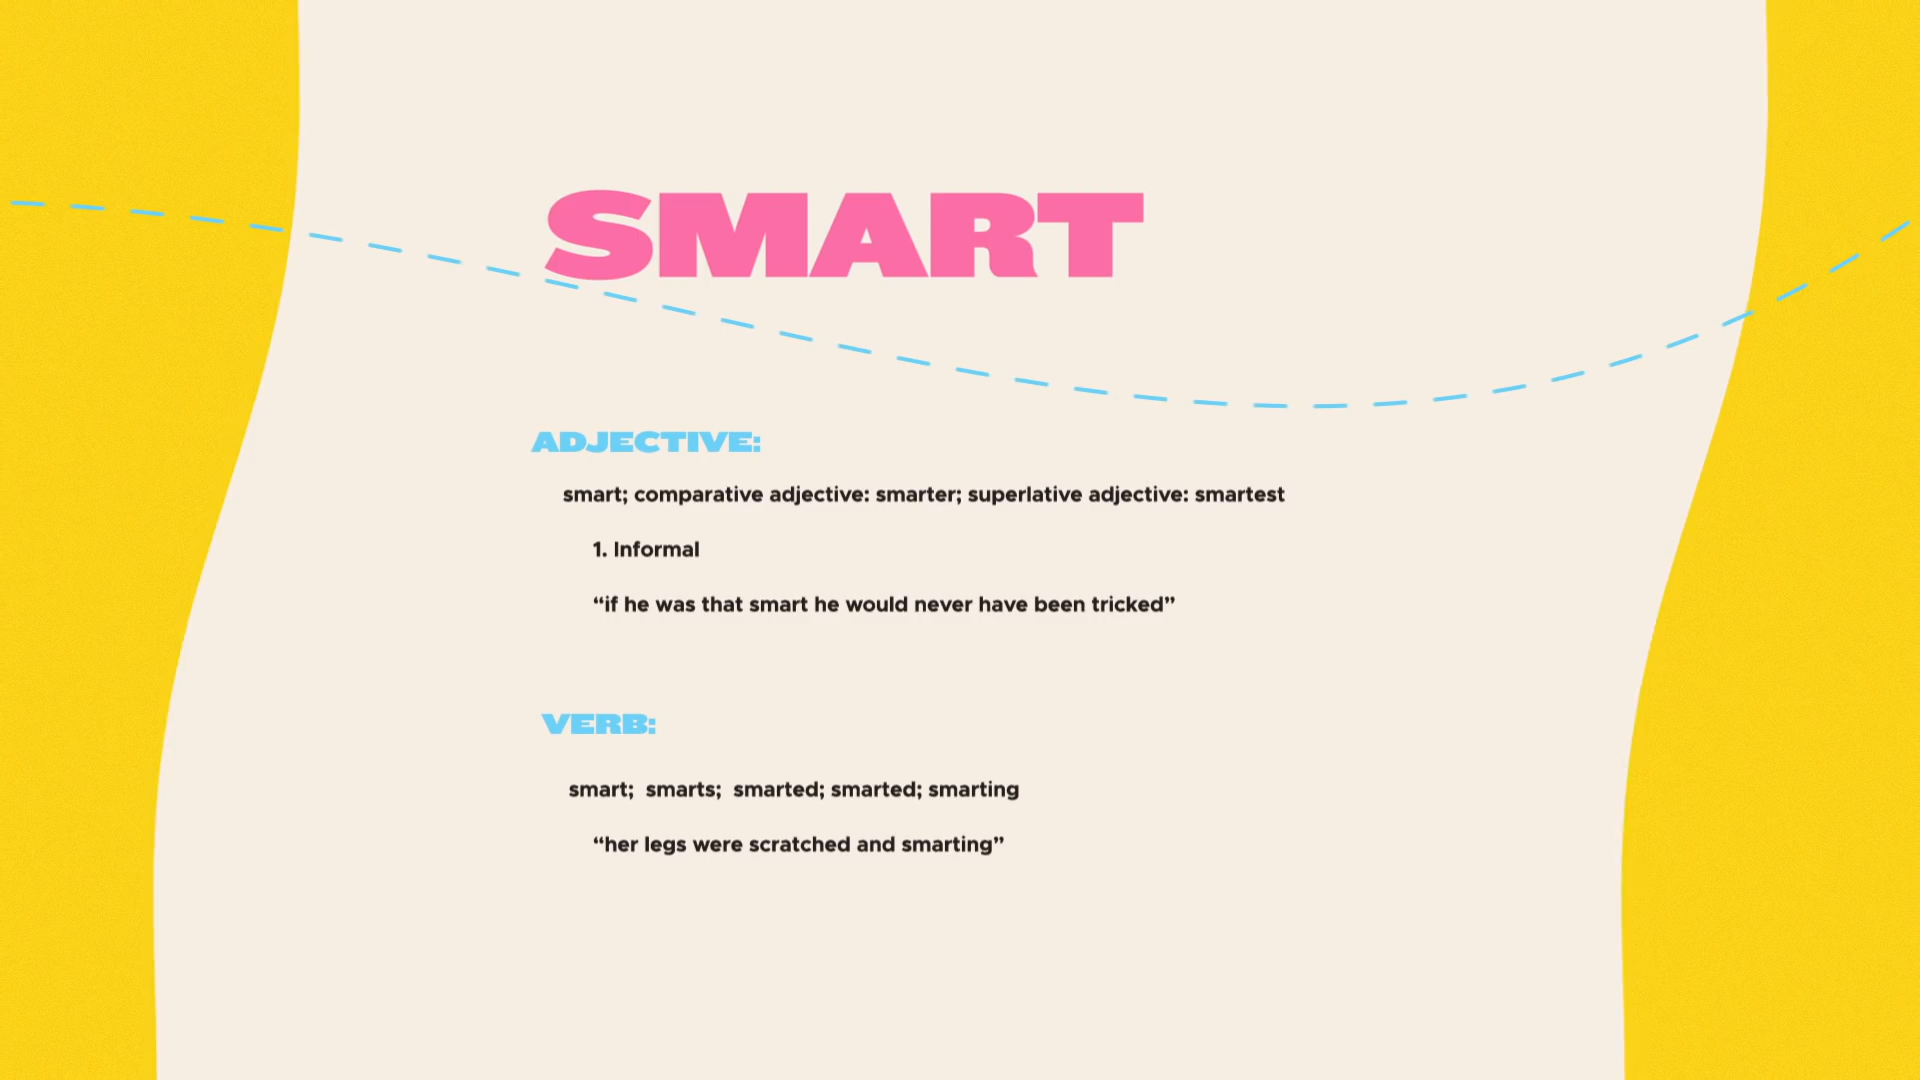 SMART
ADJECTIVE:
smart; comparative adjective: smarter; superlative adjective: smartest
1. Informal
“if he was that smart he would never have been tricked”
VERB:
smart;  smarts;  smarted; smarted; smarting
“her legs were scratched and smarting”